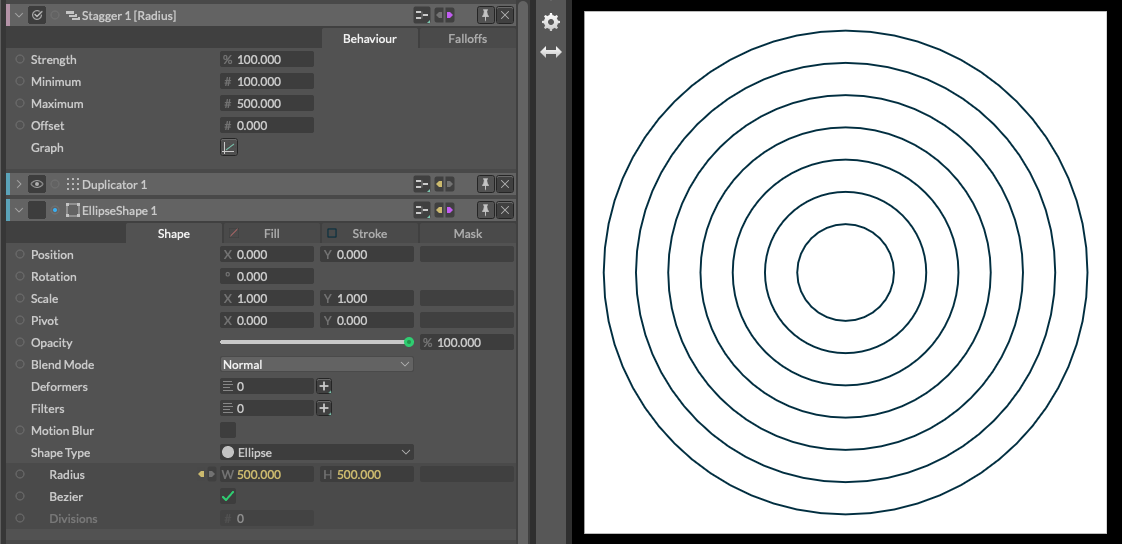 Stagger 1 [Radius]
Behaviour Falloffs
Strength % 100.000
Minimum # 100.000
Maximum # 500.000
Offset # 0.000
Graph
Duplicator 1
EllipseShape 1
Shape Fill Stroke Mask
Position X 0.000 Y 0.000
Rotation ° 0.000
Scale X 1.000 Y 1.000
Pivot X 0.000 Y 0.000
Opacity % 100.000
Blend Mode Normal
Deformers 0
Filters 0
Motion Blur
Shape Type Ellipse
Radius W 500.000 H 500.000
Bezier
Divisions # 0